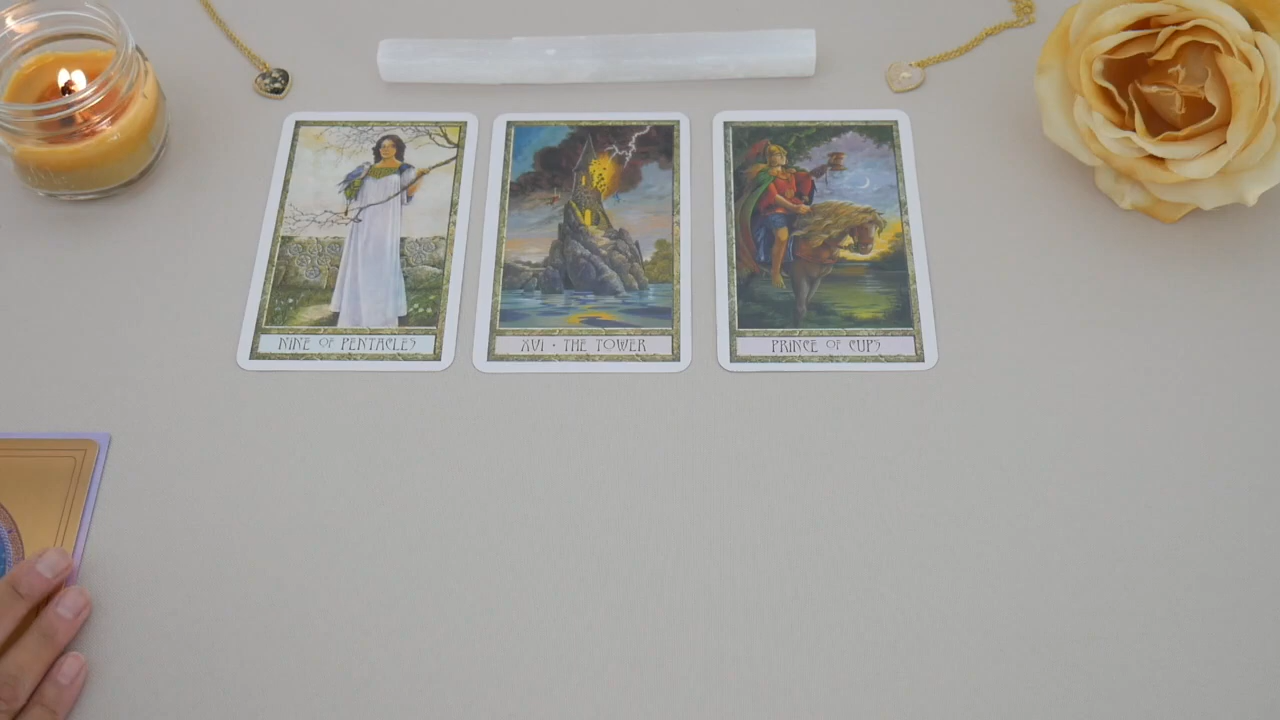 NINE OF PENTACLES
XVI • THE TOWER
PRINCE OF CUPS